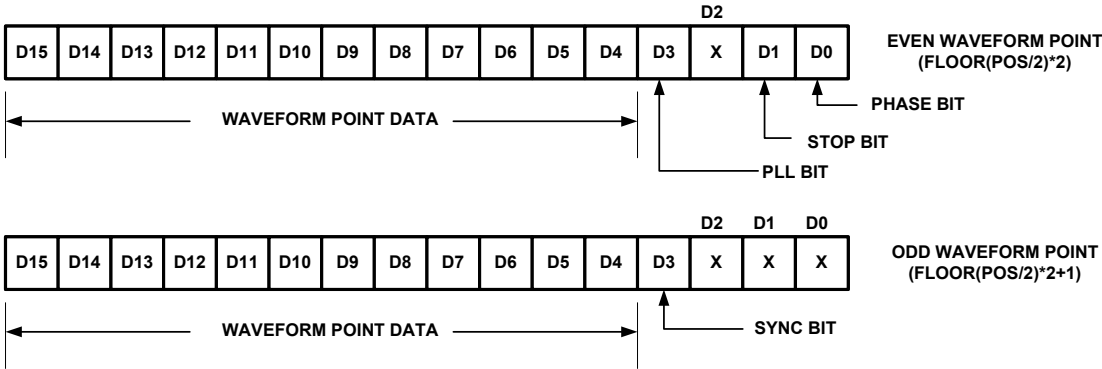 D2
D15 D14 D13 D12 D11 D10 D9 D8 D7 D6 D5 D4 D3 X D1 D0
EVEN WAVEFORM POINT
(FLOOR(POS/2)*2)
PHASE BIT
WAVEFORM POINT DATA
STOP BIT
PLL BIT
D2 D1 D0
D15 D14 D13 D12 D11 D10 D9 D8 D7 D6 D5 D4 D3 X X X
ODD WAVEFORM POINT
(FLOOR(POS/2)*2+1)
WAVEFORM POINT DATA
SYNC BIT